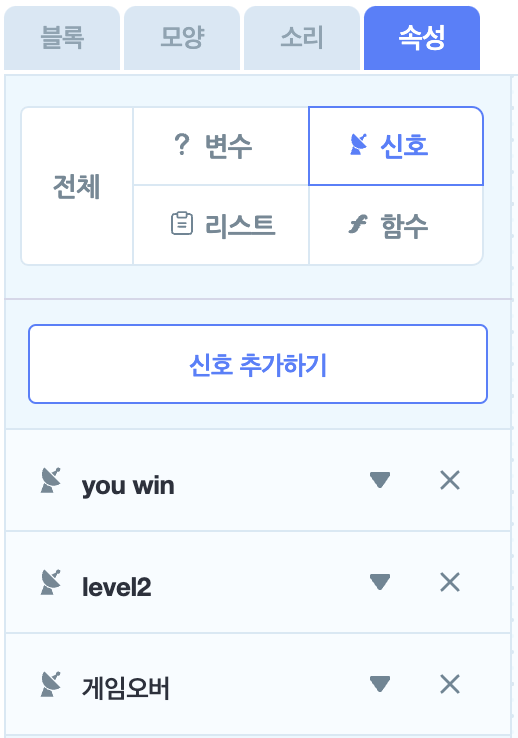 블록 모양 소리 속성
전체
? 변수
신호
리스트
f 함수
신호 추가하기
you win
level2
게임오버